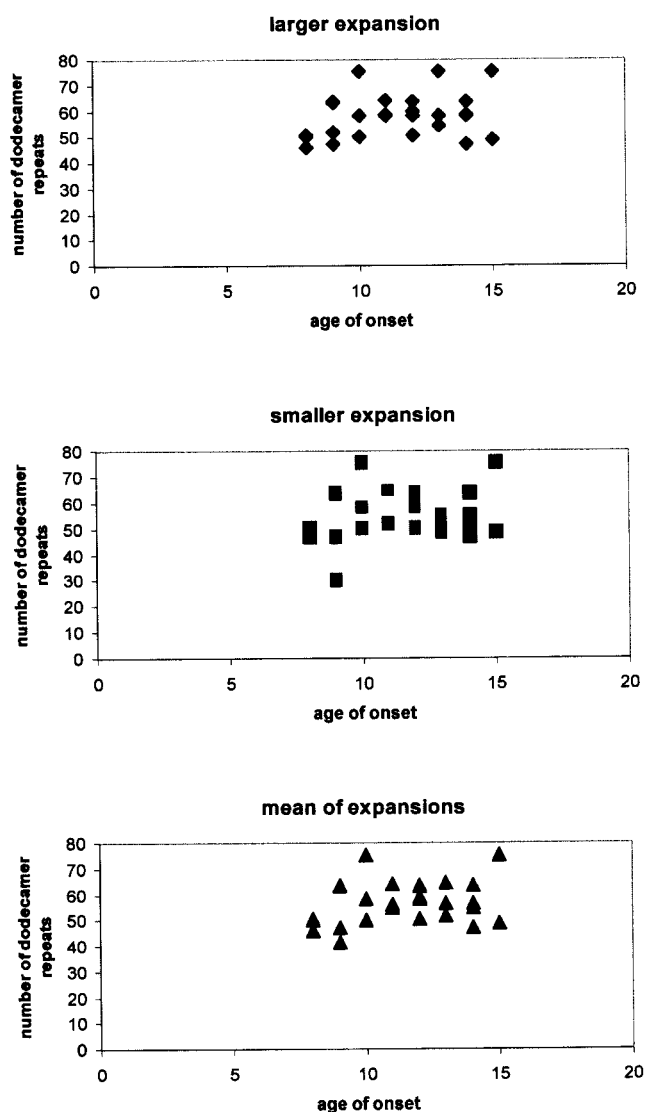 larger expansion
number of dodecamer
repeats
80
70
60
50
40
30
20
10
0
0 5 10 15 20
age of onset
smaller expansion
number of dodecamer
repeats
80
70
60
50
40
30
20
10
0
0 5 10 15 20
age of onset
mean of expansions
number of dodecamer
repeats
80
70
60
50
40
30
20
10
0
0 5 10 15 20
age of onset